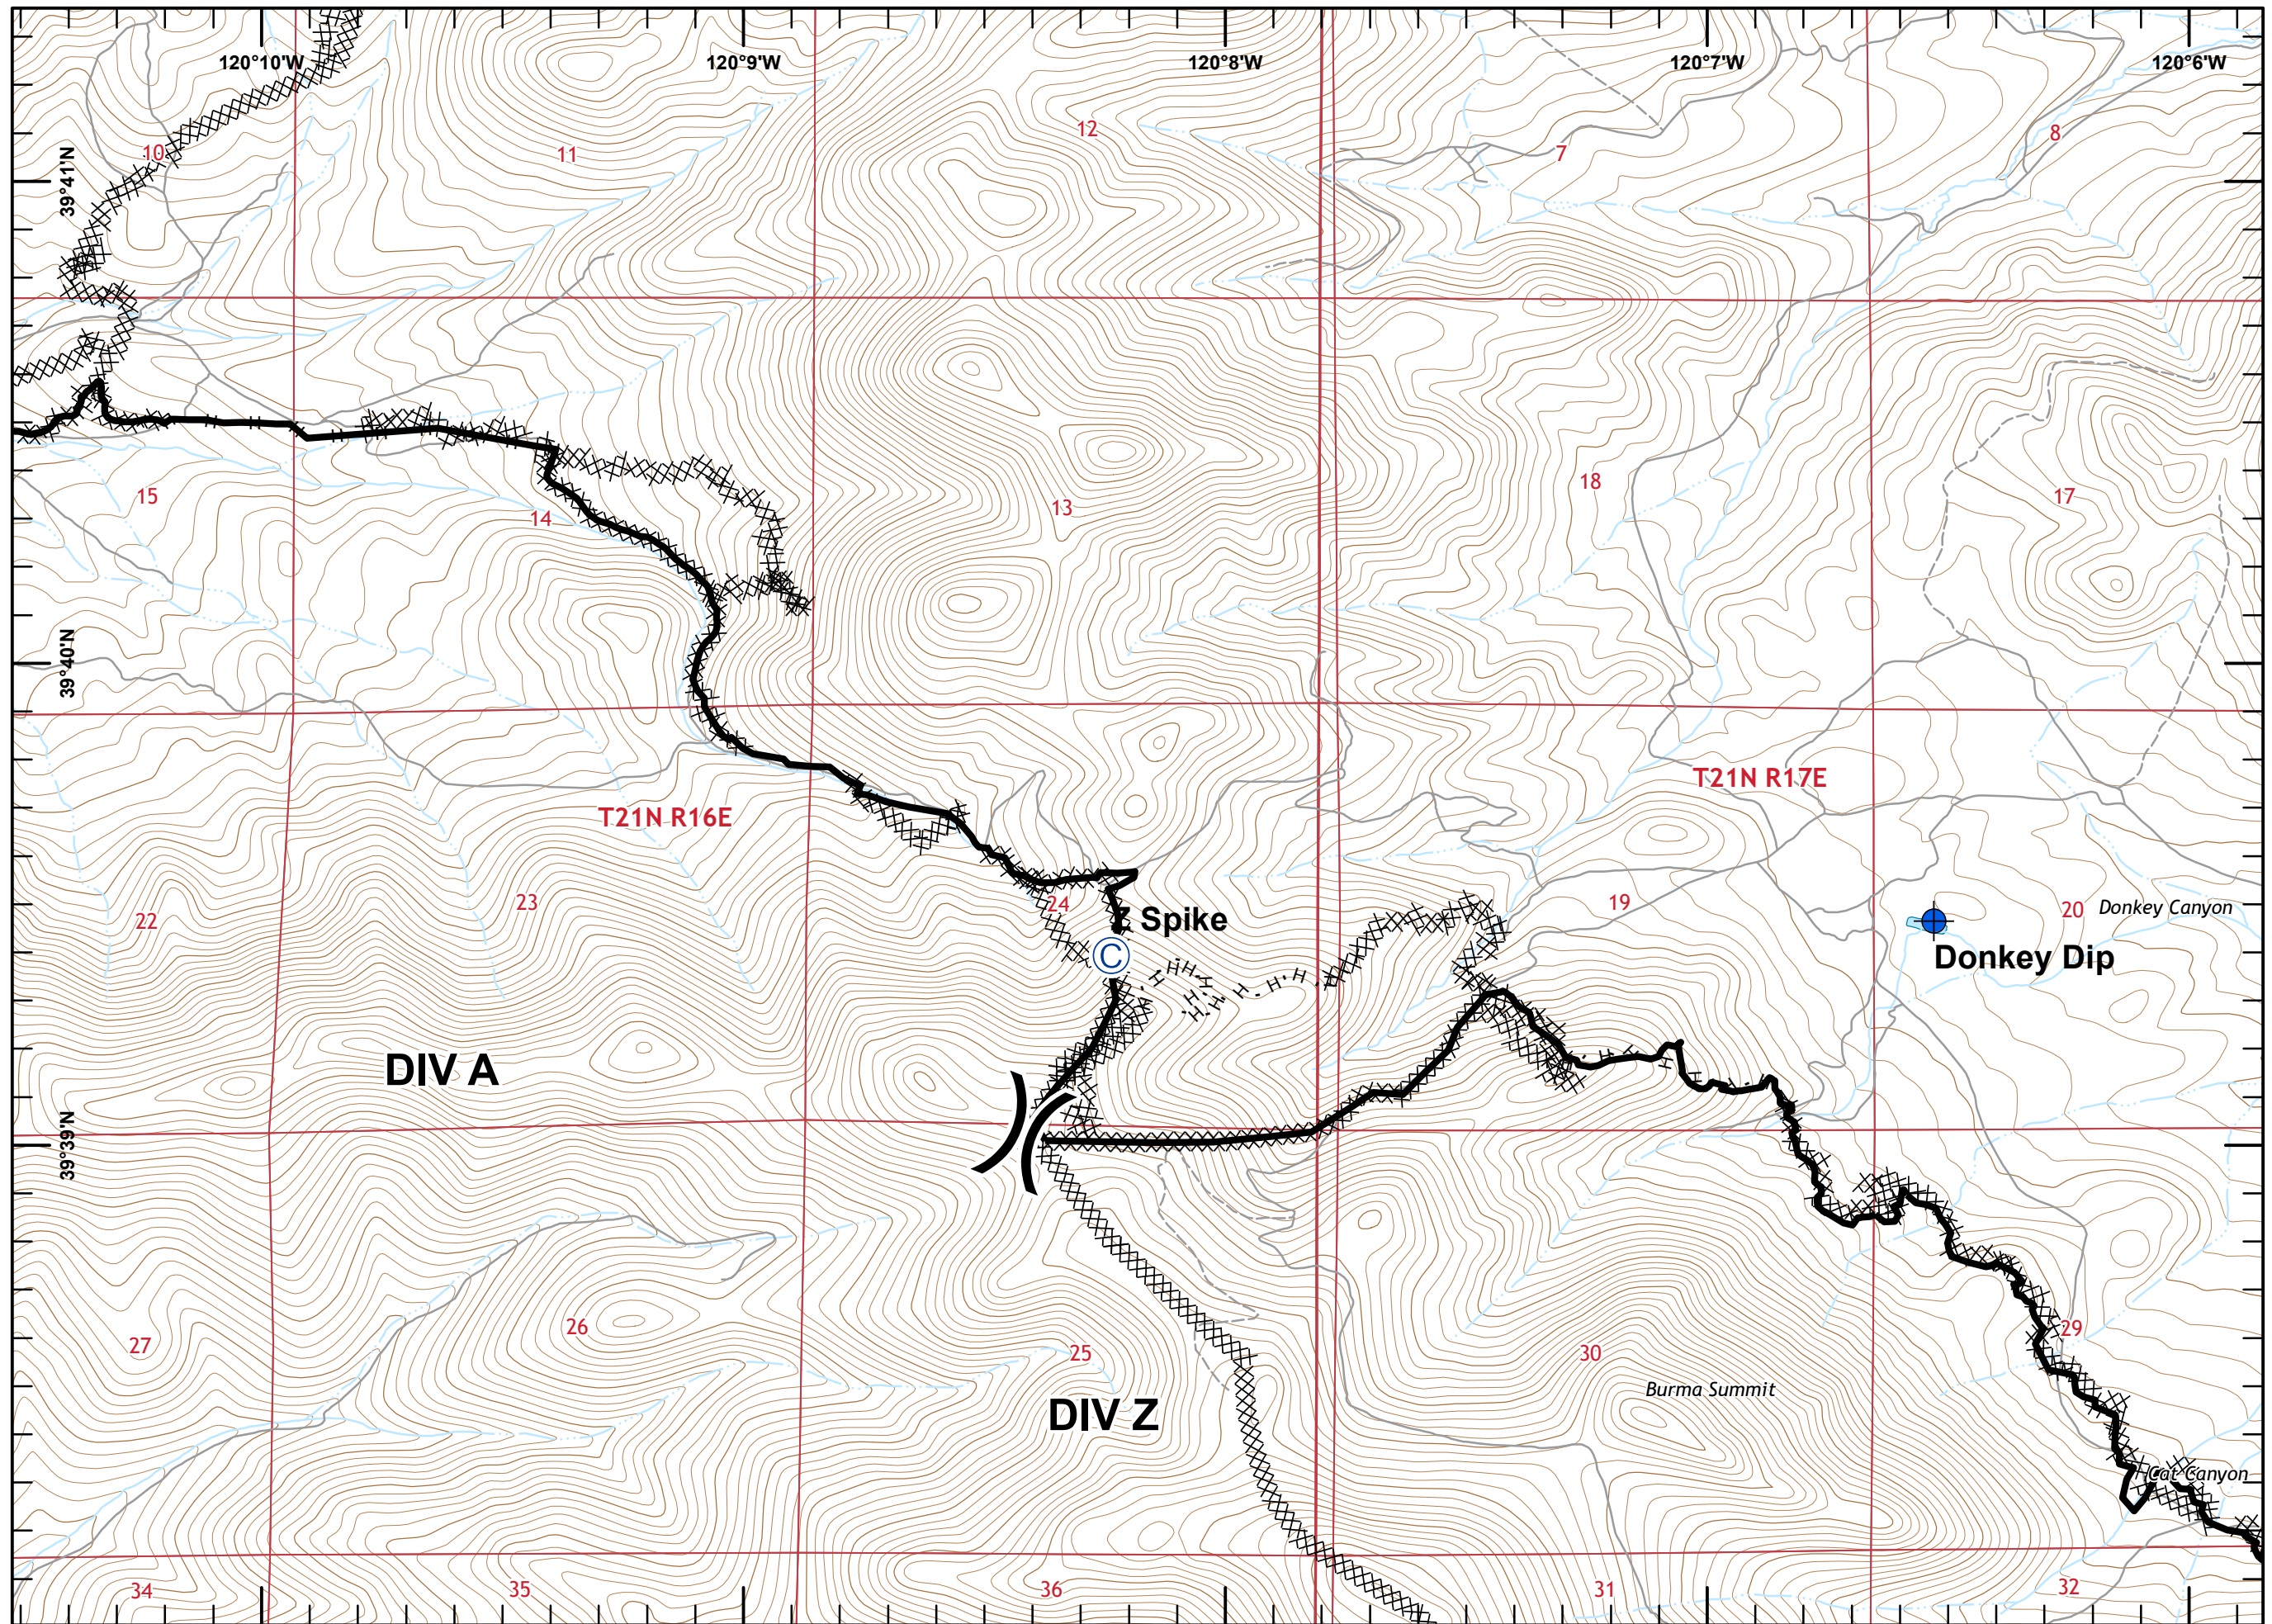 120°10'W
120°9'W
120°8'W
120°7'W
120°6'W
10
11
12
7
8
39°41'N
15
14
13
18
17
39°40'N
T21N R16E
T21N R17E
22
23
24
19
20
Donkey Canyon
Z Spike
C
Donkey Dip
H H H H H H H H H H
DIV A
39°39'N
27
26
25
30
29
Burma Summit
DIV Z
Cat Canyon
34
35
36
31
32